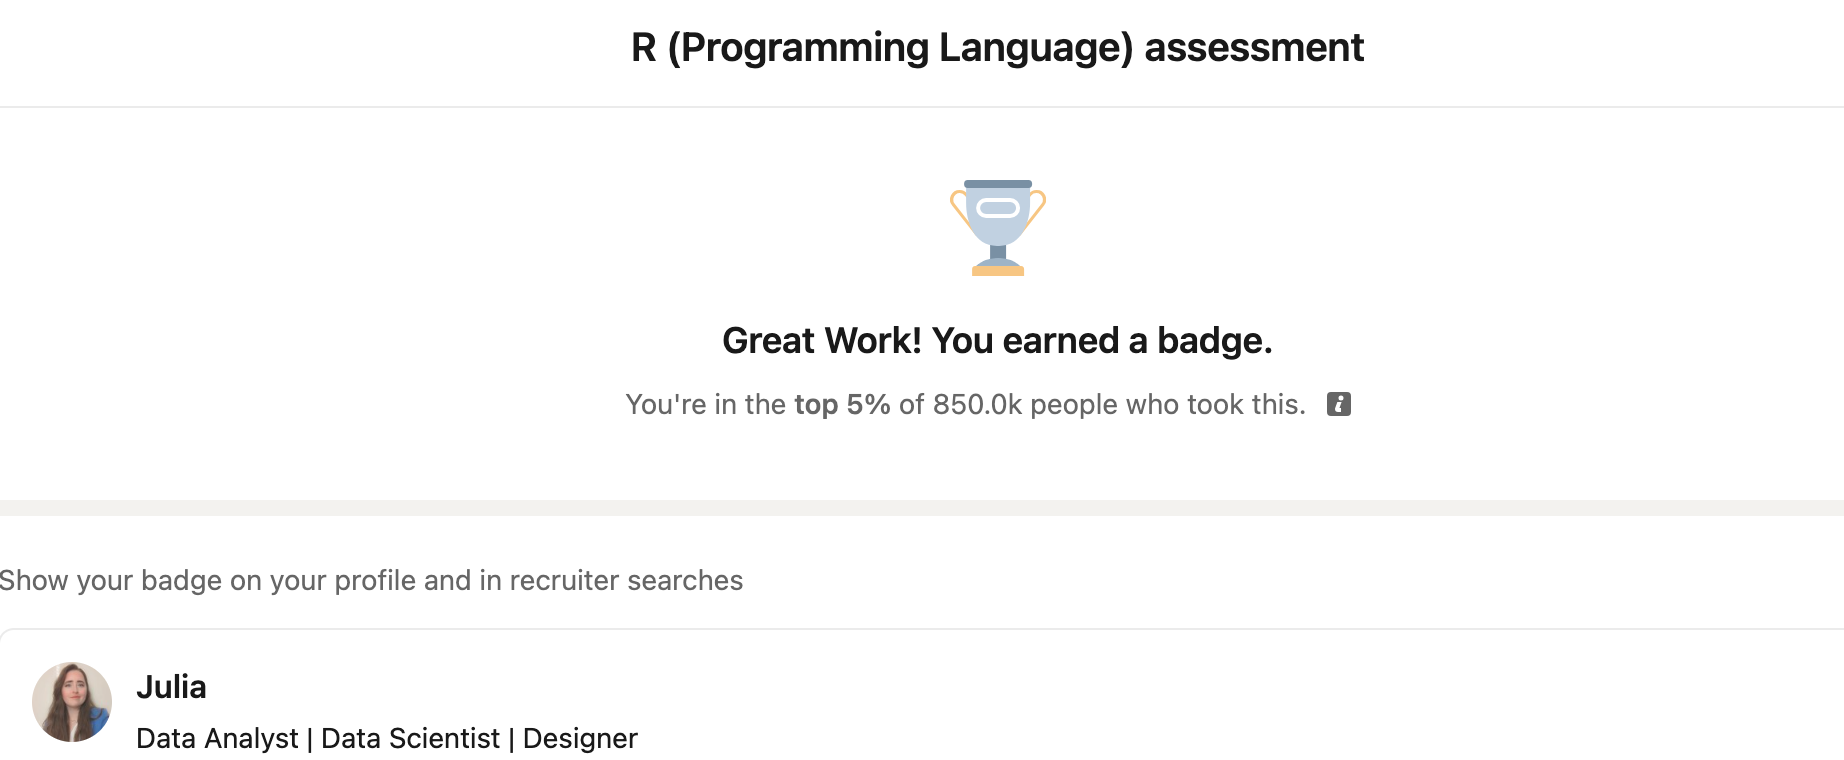 R (Programming Language) assessment
Great Work! You earned a badge.
You're in the top 5% of 850.0k people who took this.
Show your badge on your profile and in recruiter searches
Julia
Data Analyst | Data Scientist | Designer